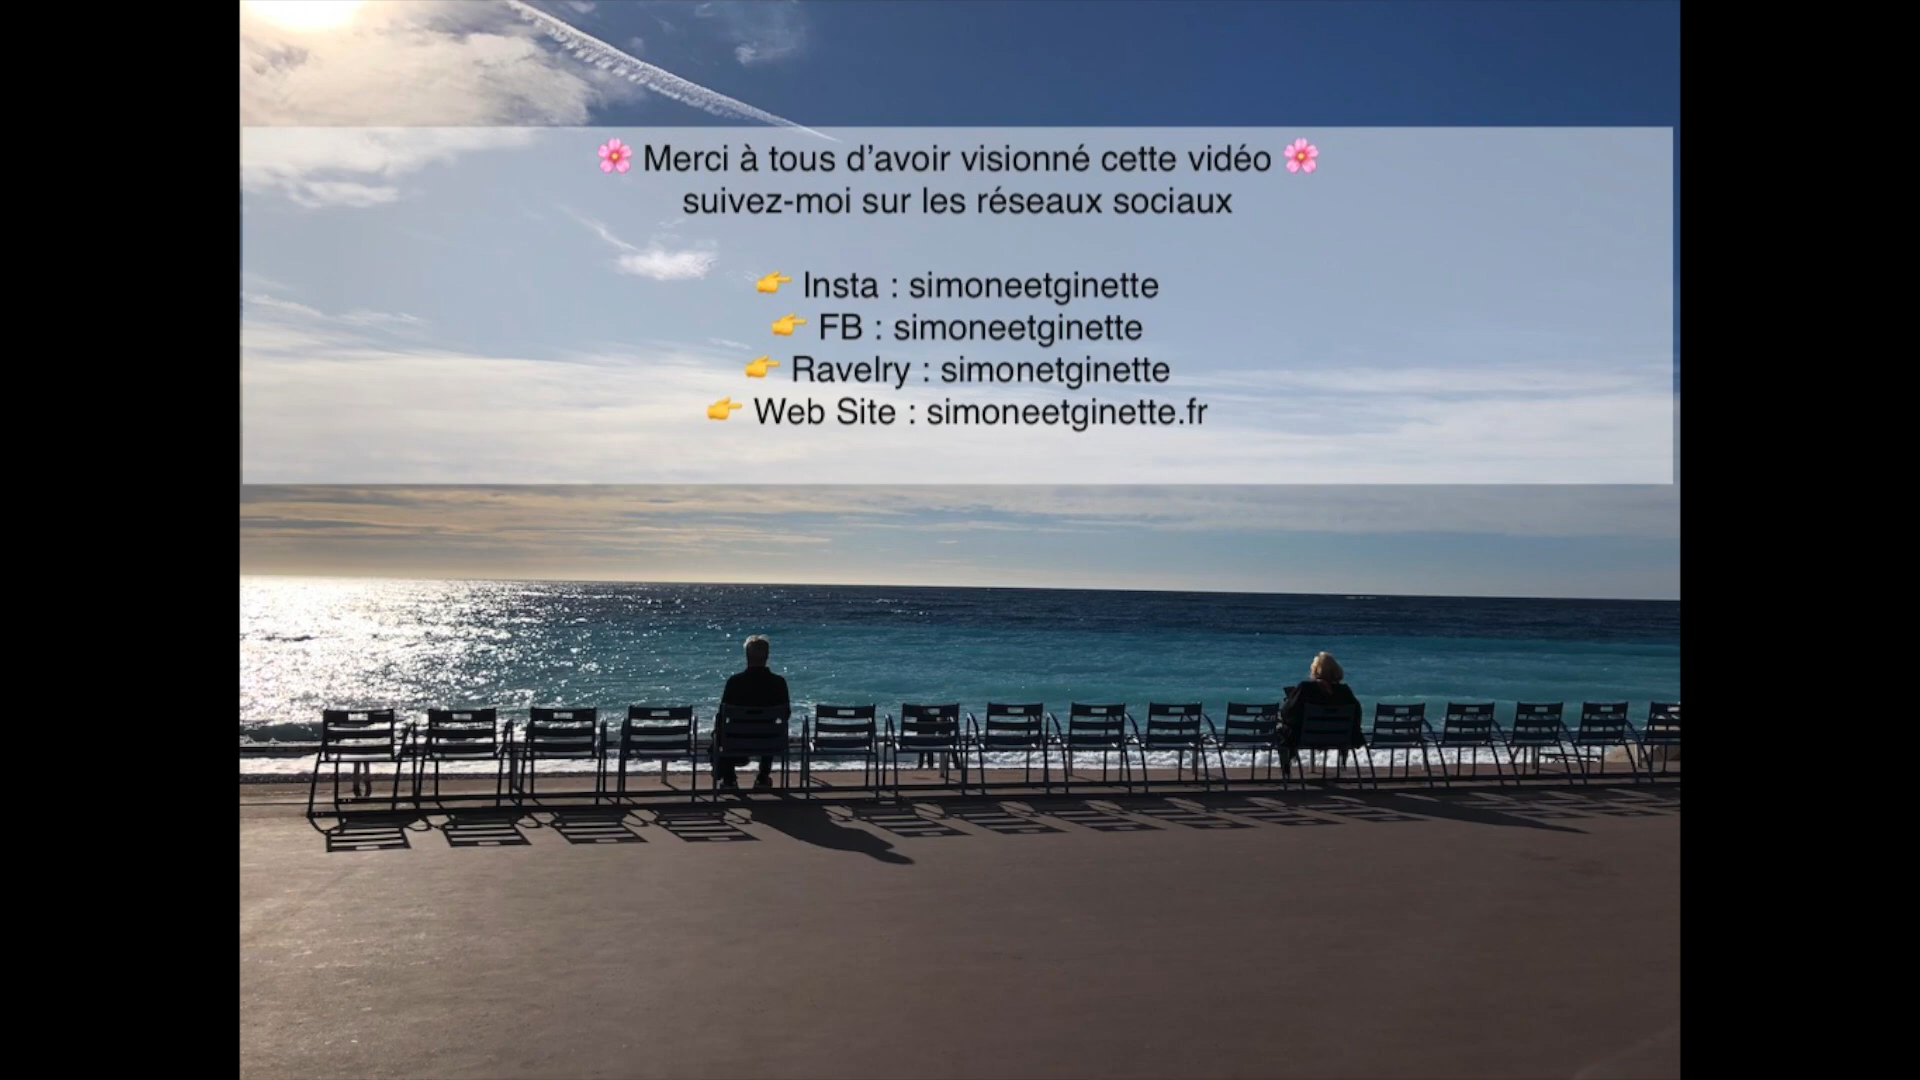 🌸 Merci à tous d’avoir visionné cette vidéo 🌸
suivez-moi sur les réseaux sociaux
👉 Insta : simoneetginette
👉 FB : simoneetginette
👉 Ravelry : simonetginette
👉 Web Site : simoneetginette.fr